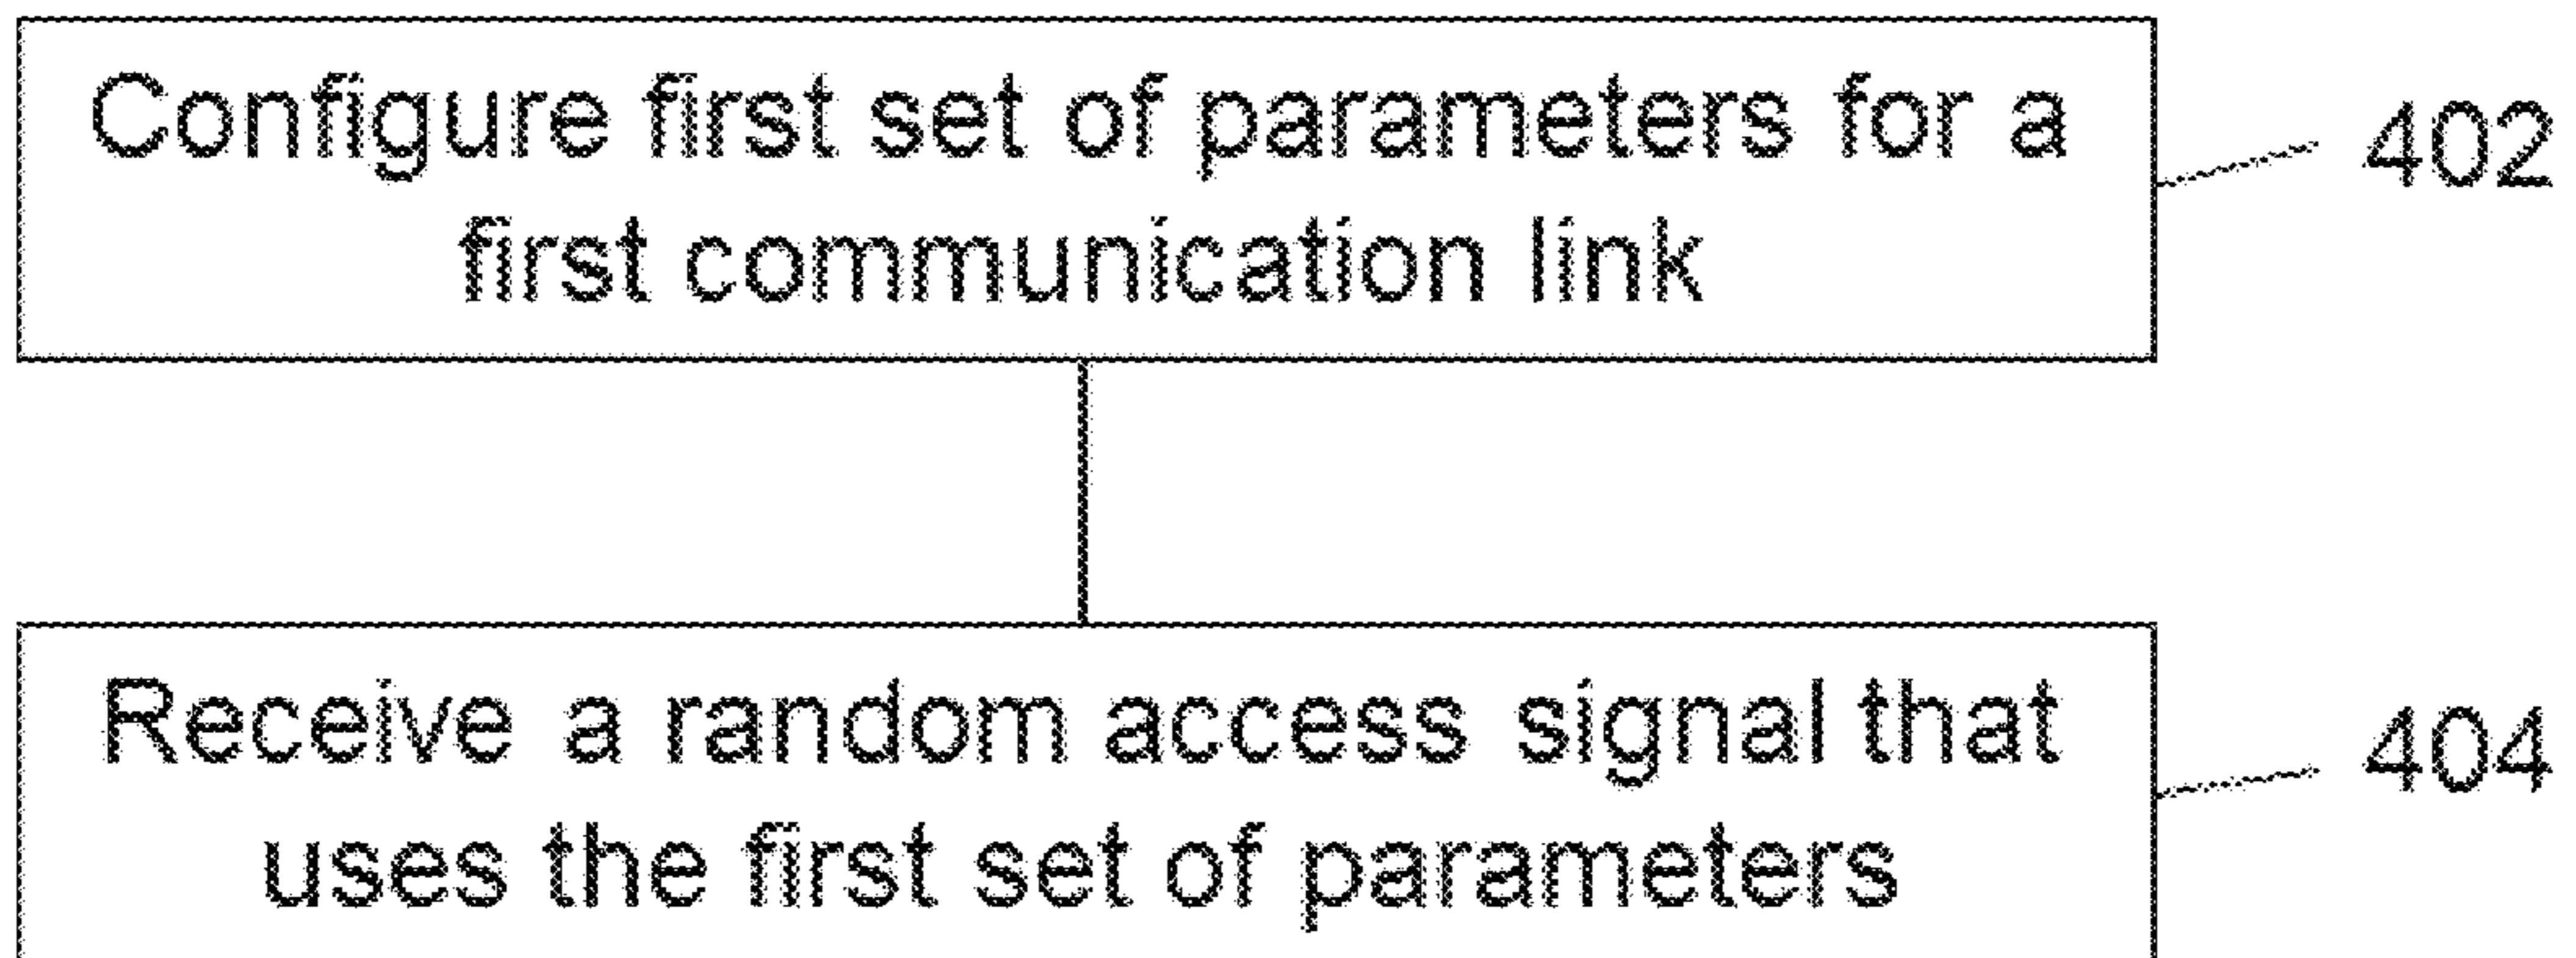 Configure first set of parameters for a
first communication link
402
Receive a random access signal that
uses the first set of parameters
404